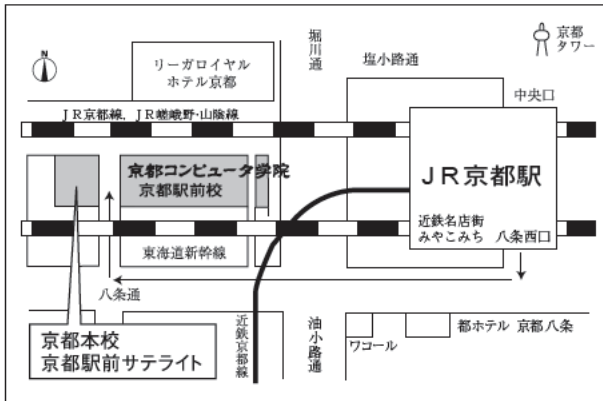 N
リーガロイヤル
ホテル京都
堀川通
塩小路通
京都
タワー
中央口
JR京都線、JR嵯峨野・山陰線
京都コンピュータ学院
京都駅前校
JR京都駅
近鉄名店街
みやこみち 八条西口
東海道新幹線
八条通
京都本校
京都駅前サテライト
近鉄京都線
油小路通
ワコール
都ホテル 京都八条